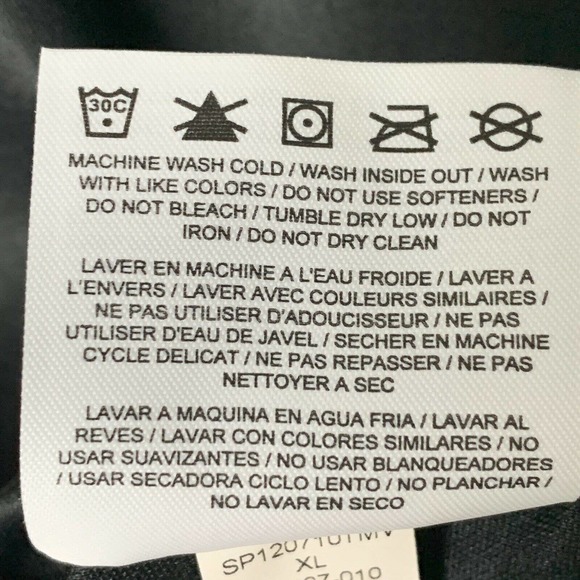 30C
MACHINE WASH COLD / WASH INSIDE OUT / WASH
WITH LIKE COLORS / DO NOT USE SOFTENERS /
DO NOT BLEACH / TUMBLE DRY LOW / DO NOT
IRON / DO NOT DRY CLEAN
LAVER EN MACHINE A L'EAU FROIDE / LAVER A
L'ENVERS / LAVER AVEC COULEURS SIMILAIRES /
NE PAS UTILISER D'ADOUCISSEUR / NE PAS
UTILISER D'EAU DE JAVEL / SECHER EN MACHINE
CYCLE DELICAT / NE PAS REPASSER / NE PAS
NETTOYER A SEC
LAVAR A MAQUINA EN AGUA FRIA / LAVAR AL
REVES / LAVAR CON COLORES SIMILARES / NO
USAR SUAVIZANTES / NO USAR BLANQUEADORES
/ USAR SECADORA CICLO LENTO / NO PLANCHAR /
NO LAVAR EN SECO
XL